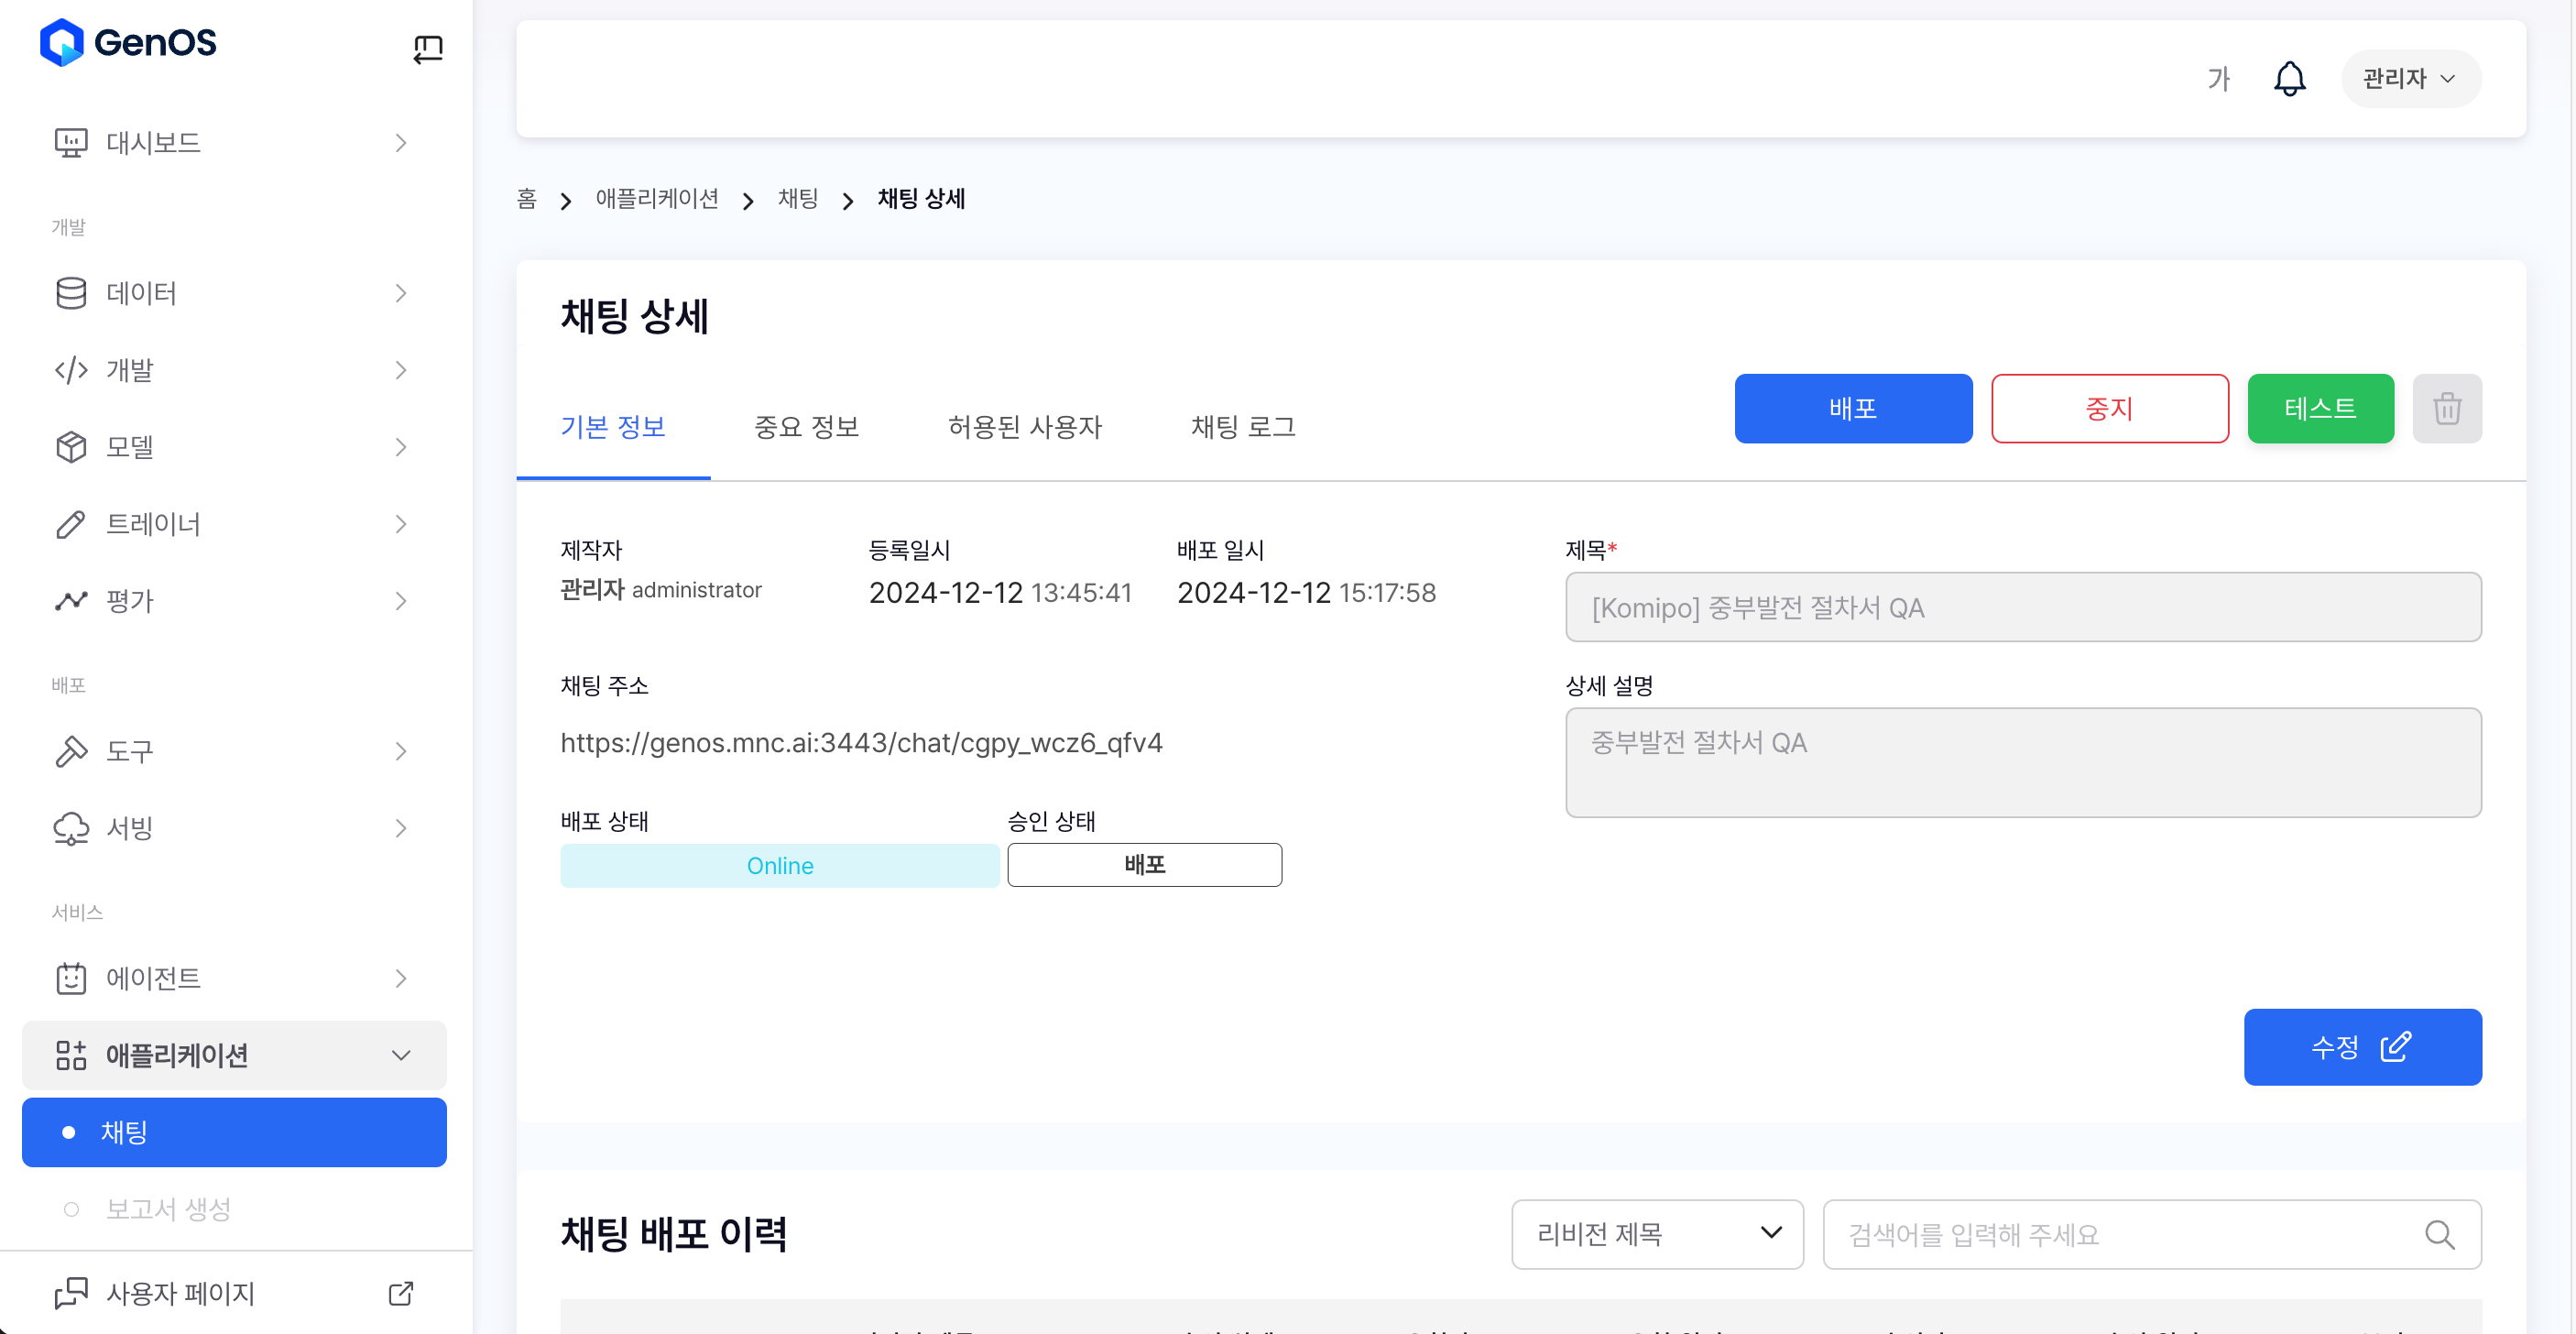 GenOS
대시보드
개발
데이터
개발
모델
트레이너
평가
배포
도구
서빙
서비스
에이전트
애플리케이션
채팅
보고서 생성
사용자 페이지
가 관리자
홈 애플리케이션 채팅 채팅 상세
채팅 상세
기본 정보 중요 정보 허용된 사용자 채팅 로그
배포 중지 테스트
제작자 등록일시 배포 일시
관리자 administrator 2024-12-12 13:45:41 2024-12-12 15:17:58
채팅 주소
https://genos.mnc.ai:3443/chat/cgpy_wcz6_qfv4
배포 상태 승인 상태
Online 배포
제목*
[Komipo] 중부발전 절차서 QA
상세 설명
중부발전 절차서 QA
수정
채팅 배포 이력 리비전 제목 검색어를 입력해 주세요